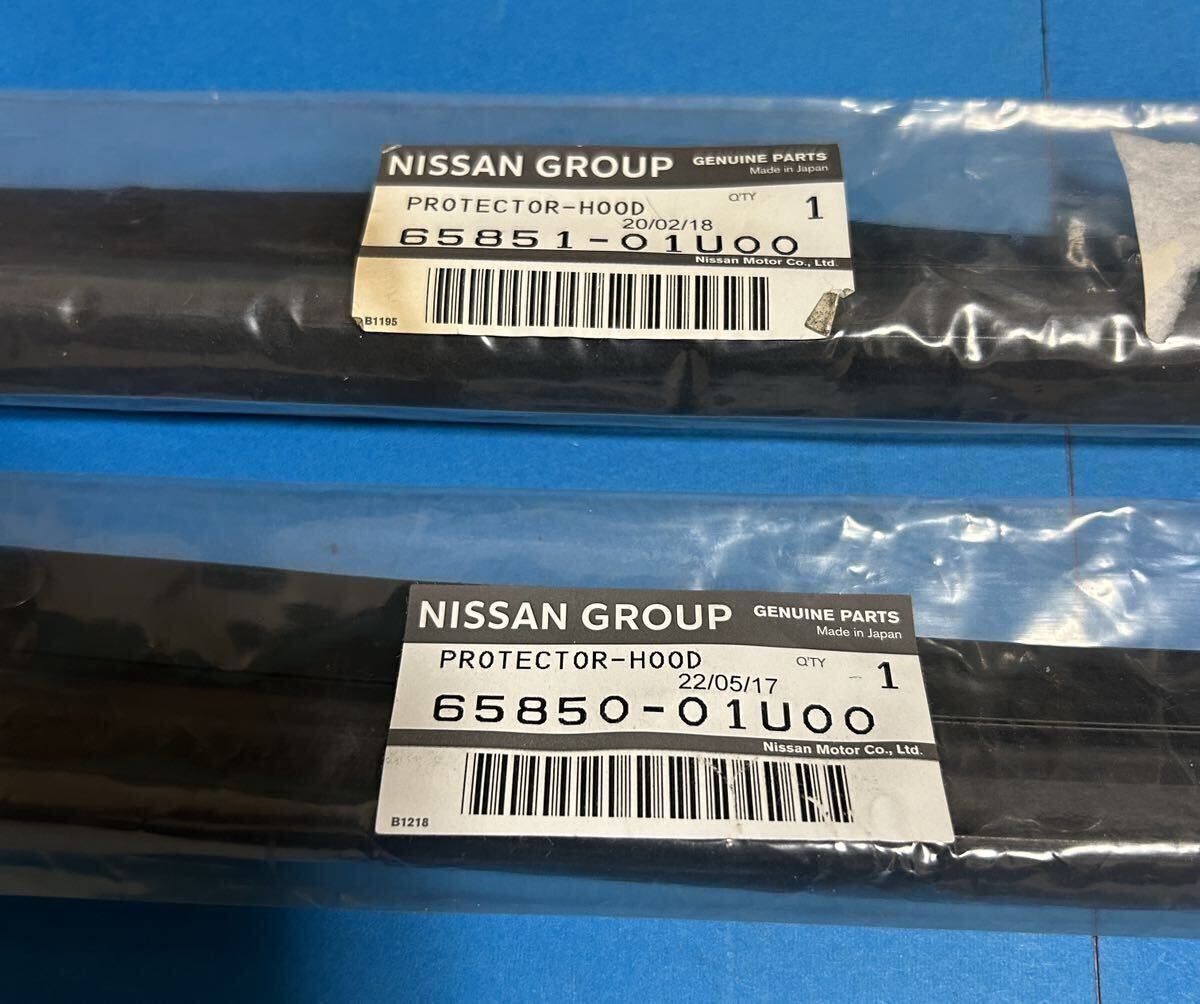 NISSAN GROUP GENUINE PARTS
Made in Japan
PROTECTOR-HOOD Q'TY 1
20/02/18
65851-01U00
Nissan Motor Co., Ltd.
B1195
NISSAN GROUP GENUINE PARTS
Made in Japan
PROTECTOR-HOOD Q'TY 1
22/05/17
65850-01U00
Nissan Motor Co., Ltd.
B1218